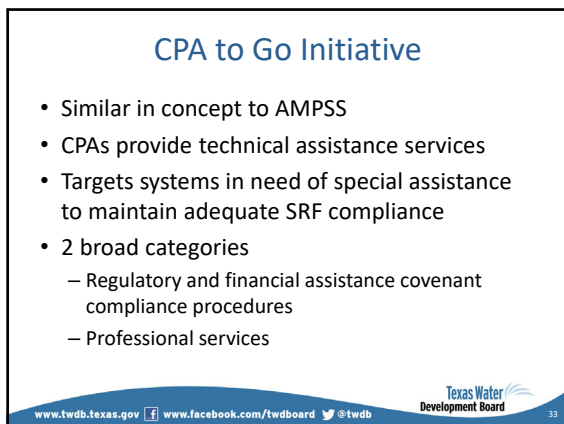 CPA to Go Initiative
• Similar in concept to AMPSS
• CPAs provide technical assistance services
• Targets systems in need of special assistance
to maintain adequate SRF compliance
• 2 broad categories
– Regulatory and financial assistance covenant
compliance procedures
– Professional services
Texas Water
Development Board
www.twdb.texas.gov f www.facebook.com/twdboard @twdb
33